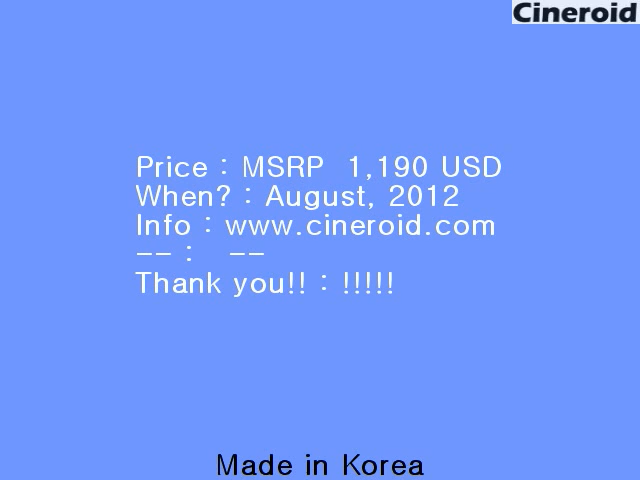 Cineroid
Price : MSRP  1,190 USD
When? : August, 2012
Info : www.cineroid.com
-- :   --
Thank you!! : !!!!!
Made in Korea